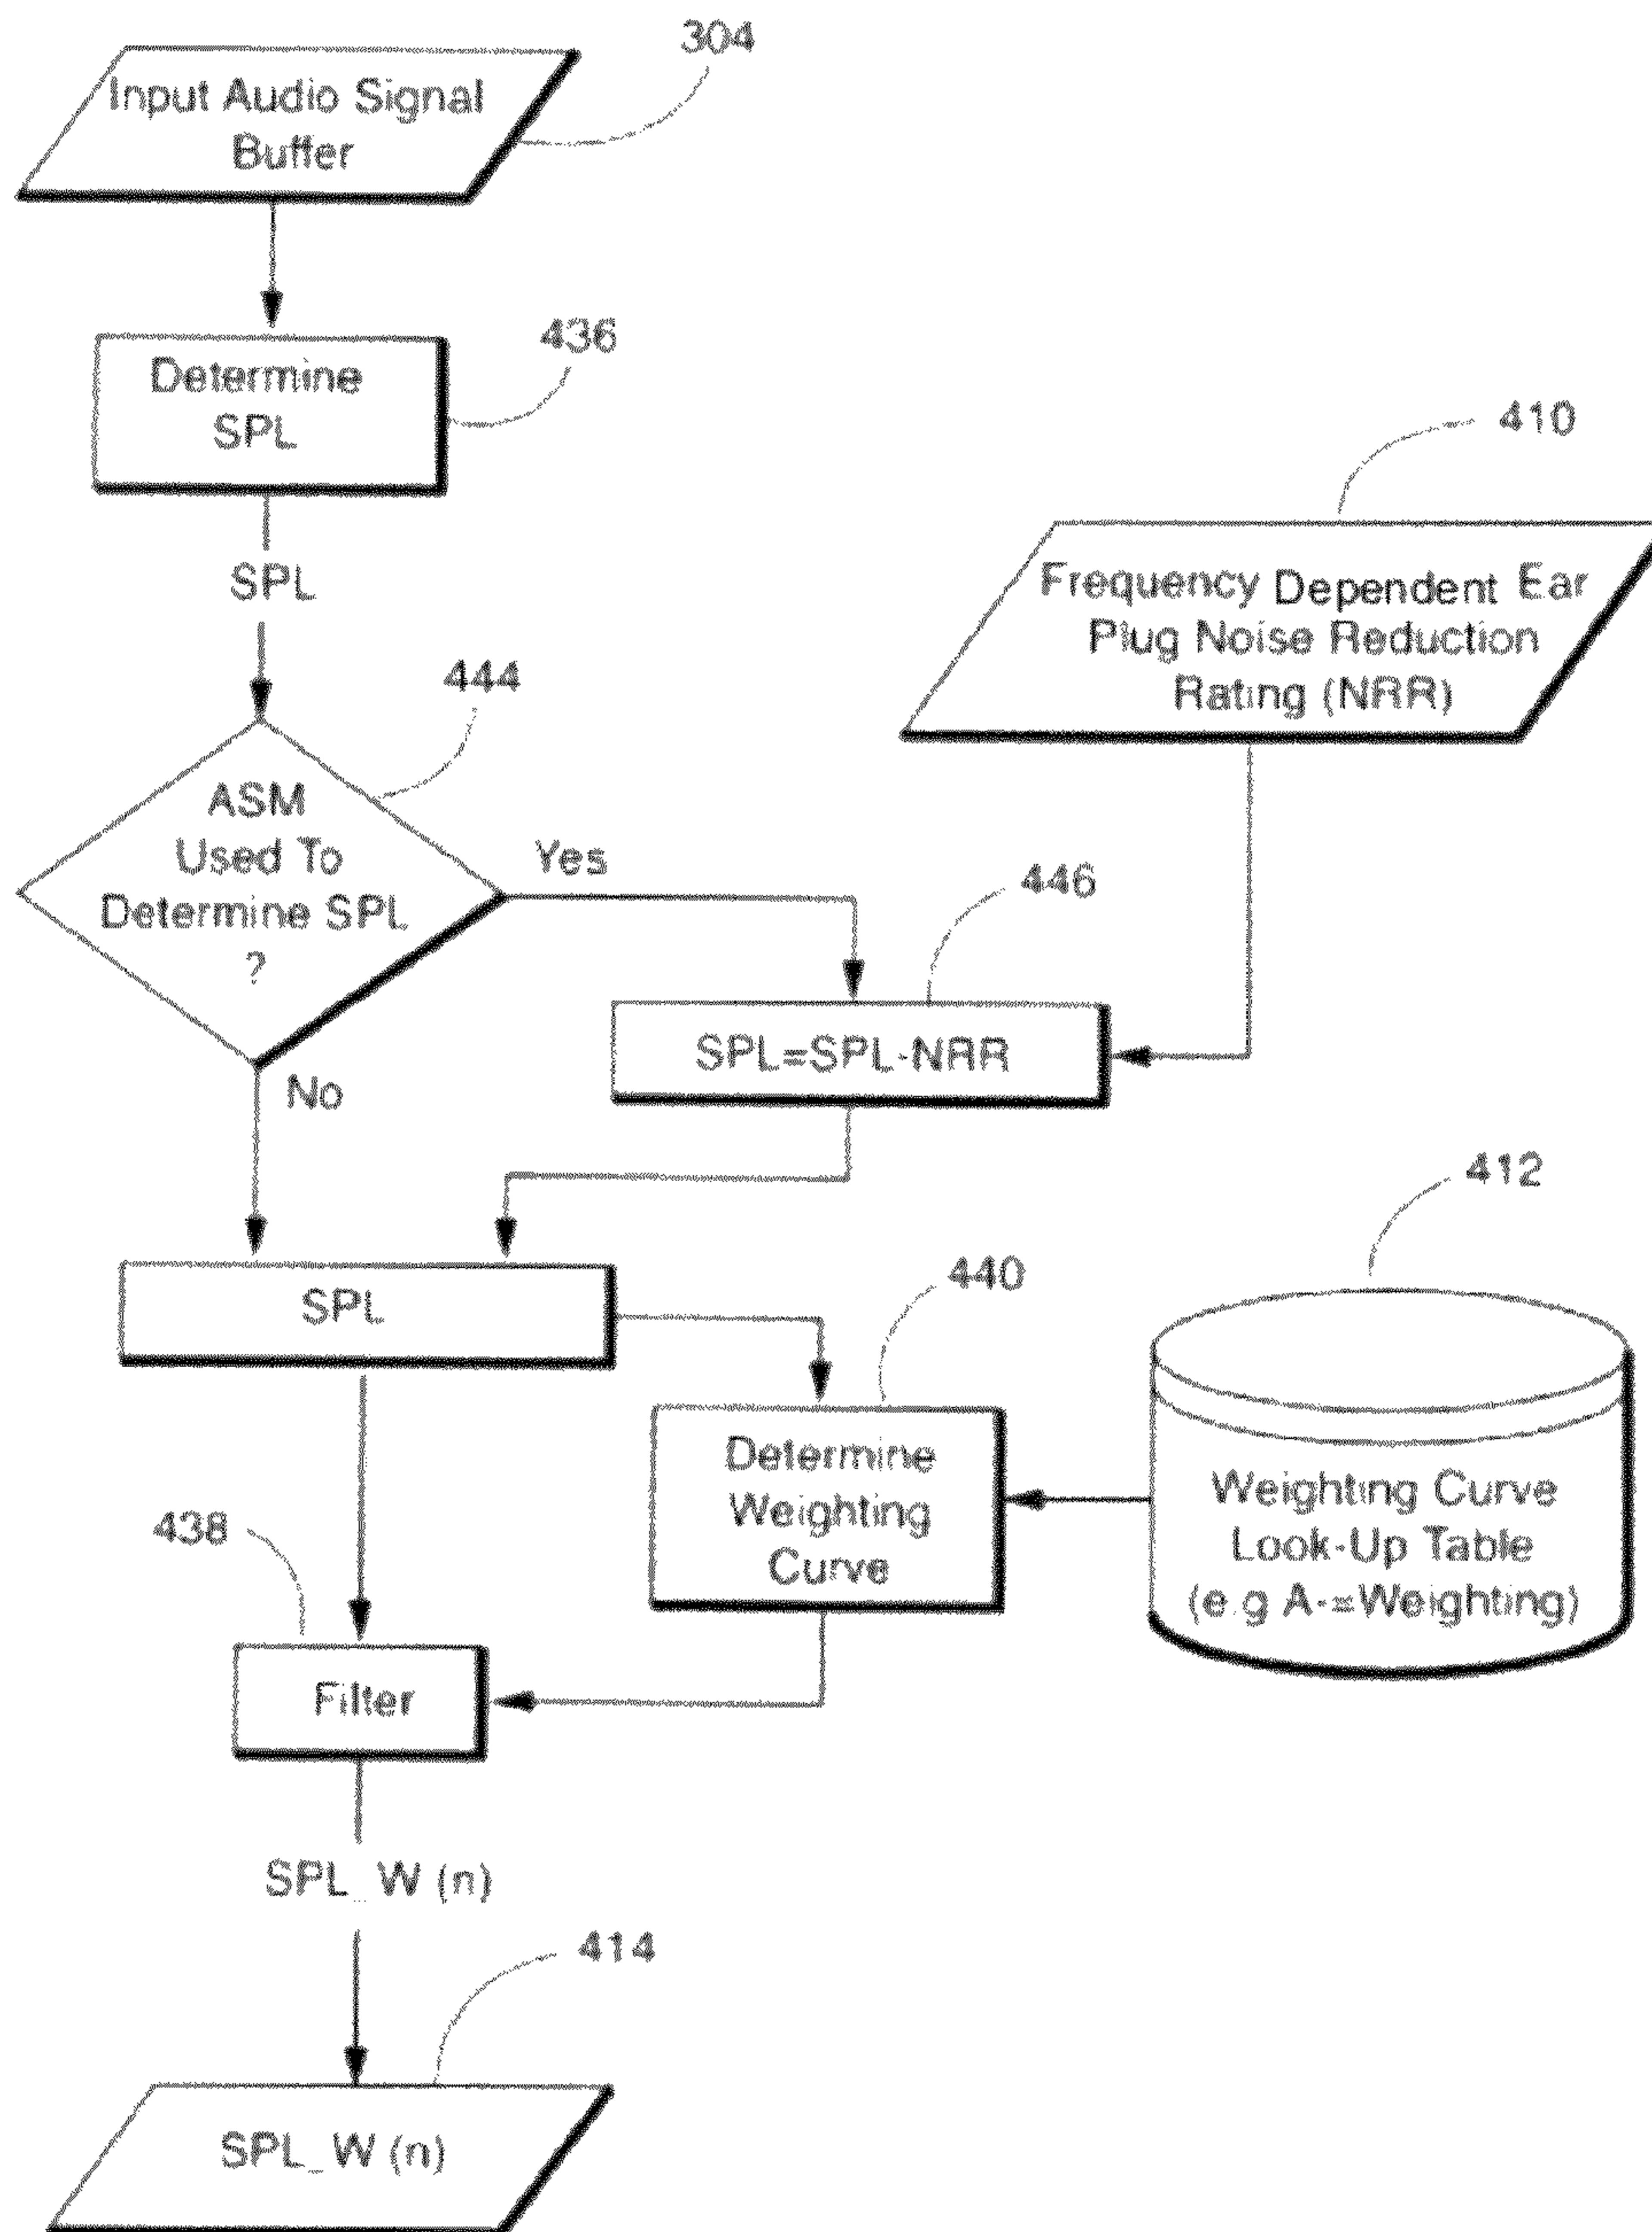 304
Input Audio Signal
Buffer
436
Determine
SPL
410
SPL
Frequency Dependent Ear
Plug Noise Reduction
Rating (NRR)
444
ASM
Used To
Determine SPL
?
Yes
446
SPL=SPL-NRR
No
412
SPL
440
Determine
Weighting
Curve
Weighting Curve
Look-Up Table
(e.g A-=Weighting)
438
Filter
SPL_ W (n)
414
SPL_W (n)